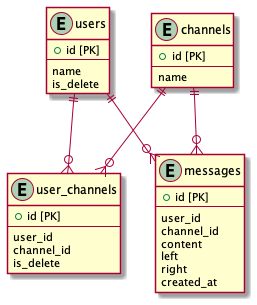 E users
id [PK]
name
is_delete
E channels
id [PK]
name
E user_channels
id [PK]
user_id
channel_id
is_delete
E messages
id [PK]
user_id
channel_id
content
left
right
created_at